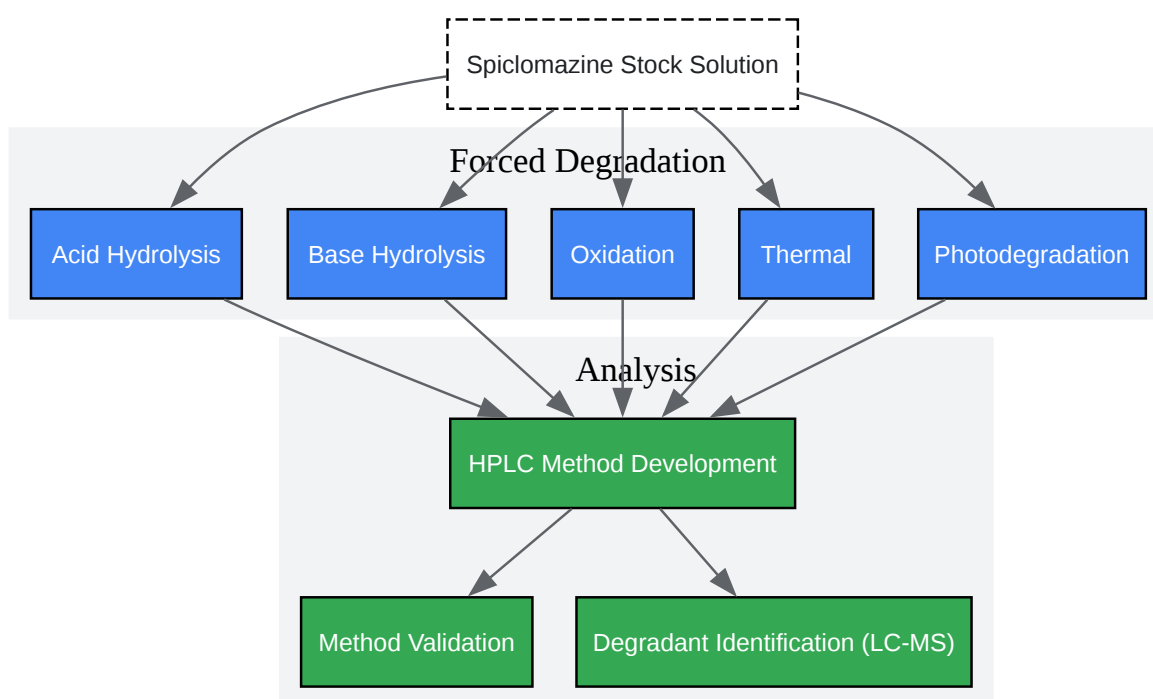 Spiclomazine Stock Solution
Forced Degradation
Acid Hydrolysis
Base Hydrolysis
Oxidation
Thermal
Photodegradation
Analysis
HPLC Method Development
Method Validation
Degradant Identification (LC-MS)